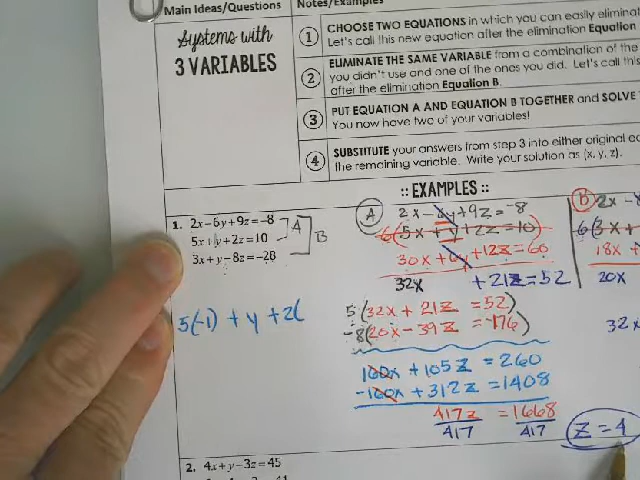 Main Ideas/Questions
Notes/Examples
Systems with
3 VARIABLES
1 CHOOSE TWO EQUATIONS in which you can easily
Let's call this new equation after the elimination Equation
2 ELIMINATE THE SAME VARIABLE from a combination of the
you didn't use and one of the ones you did. Let's call this
after the elimination Equation B.
3 PUT EQUATION A AND EQUATION B TOGETHER and SOLVE
You now have two of your variables!
4 SUBSTITUTE your answers from step 3 into either original
the remaining variable. Write your solution as (x, y, z).
:: EXAMPLES ::
1. 2x-6y+9z=-8
5x+y+2z=10
3x+y-8z=-28
A
B
5(-1) + y + 2(
A 2x-6y+9z=-8
-6(5x+y+2z=10)
30x+6y+12z=60
32x +21z=52
5(32x+21z=52)
-8(20x-39z=-176)
160x+105z=260
-160x+312z=1408
417z=1668
417 417
z=4
B 2x-
6(3x+
18x
20x
32x
2. 4x+y-3z=45